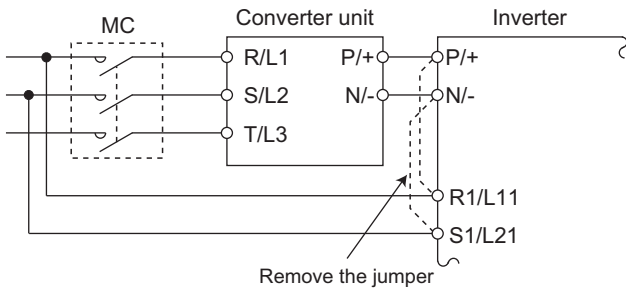 MC
Converter unit
Inverter
R/L1
P/+
P/+
S/L2
N/-
N/-
T/L3
R1/L11
S1/L21
Remove the jumper